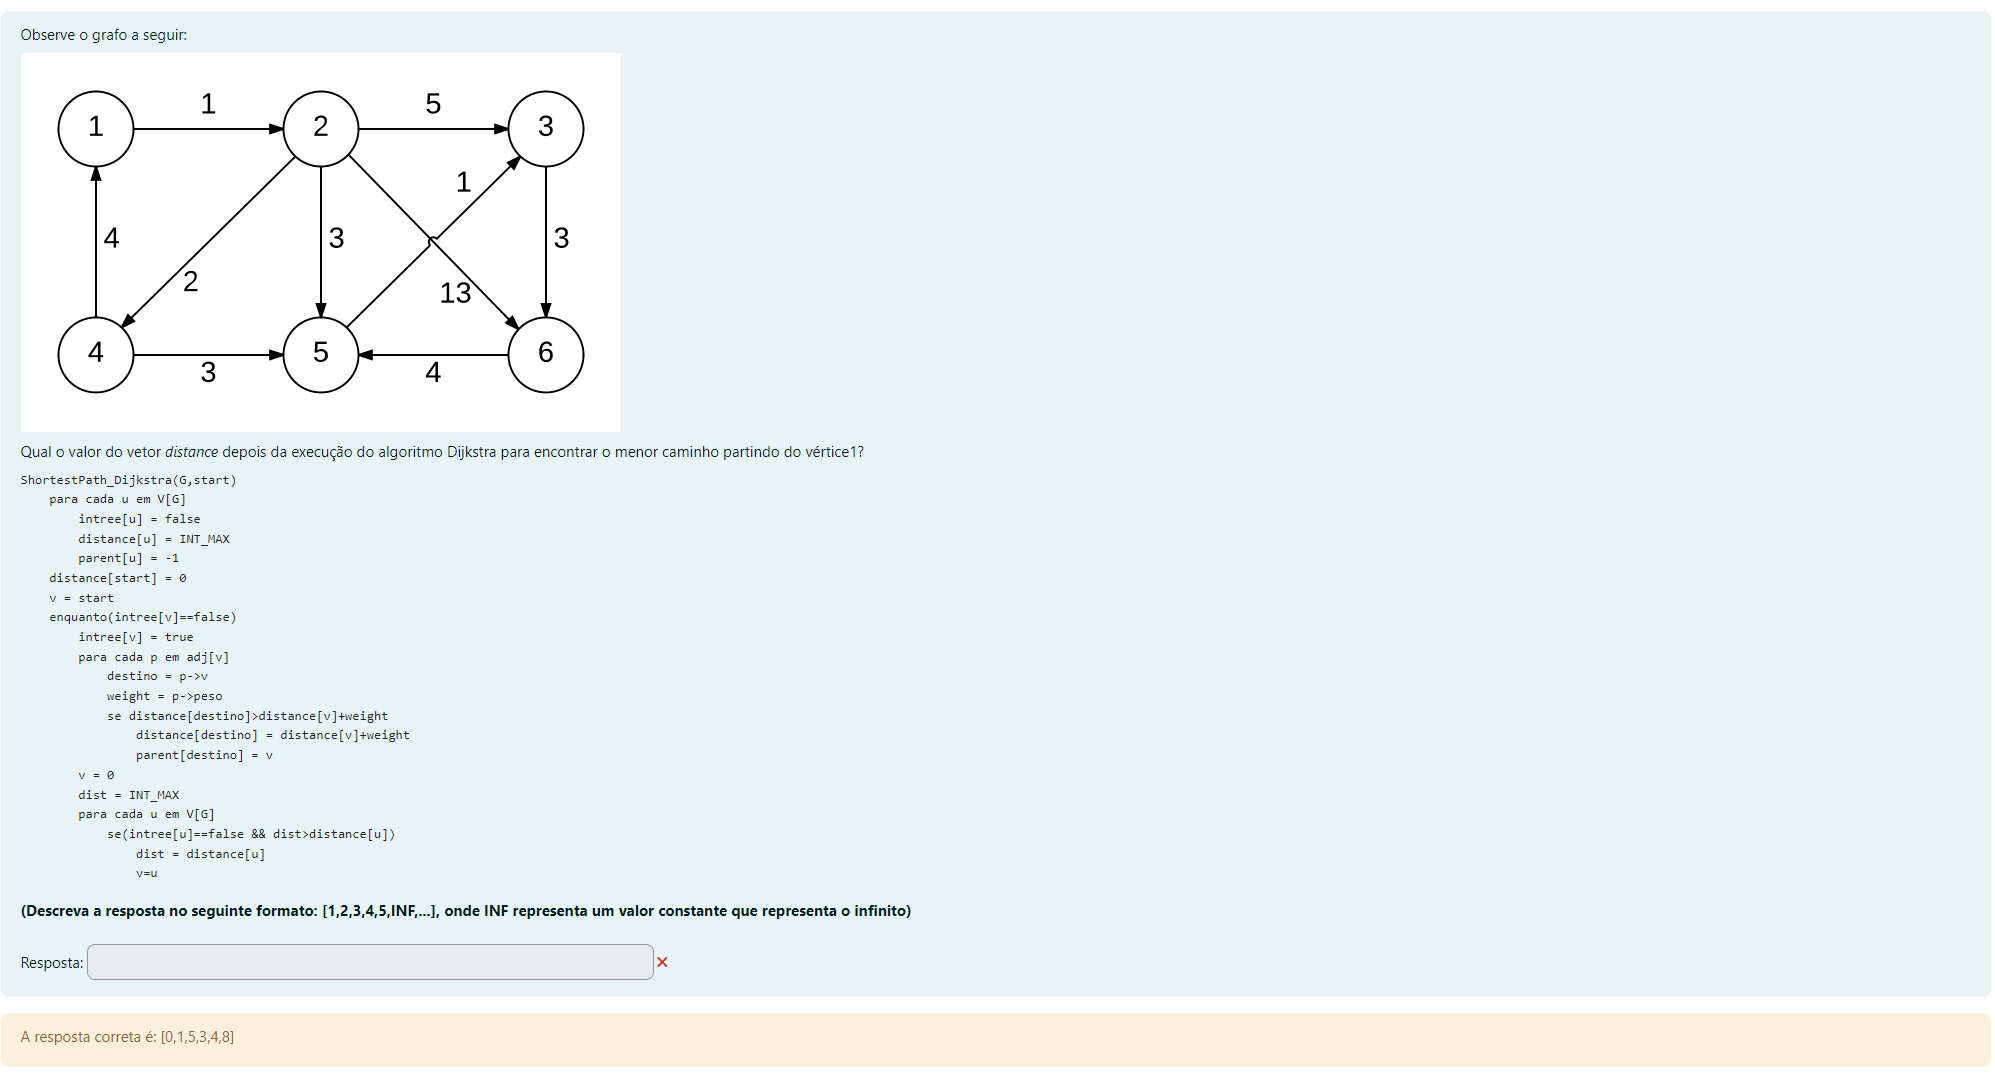 Observe o grafo a seguir:
1
5
1
2
3
1
4
3
3
2
13
4
5
6
3
4
Qual o valor do vetor distance depois da execução do algoritmo Dijkstra para encontrar o menor caminho partindo do vértice1?
ShortestPath_Dijkstra(G,start)
    para cada u em V[G]
        intree[u] = false
        distance[u] = INT_MAX
        parent[u] = -1
    distance[start] = 0
    v = start
    enquanto(intree[v]==false)
        intree[v] = true
        para cada p em adj[v]
            destino = p->v
            weight = p->peso
            se distance[destino]>distance[v]+weight
                distance[destino] = distance[v]+weight
                parent[destino] = v
        v = 0
        dist = INT_MAX
        para cada u em V[G]
            se(intree[u]==false && dist>distance[u])
                dist = distance[u]
                v=u
(Descreva a resposta no seguinte formato: [1,2,3,4,5,INF,...], onde INF representa um valor constante que representa o infinito)
Resposta:
A resposta correta é: [0,1,5,3,4,8]